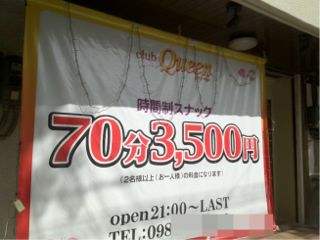 club Queen
時間制スナック
70分3,500円
(2名様以上(お一人様)の料金になります)
open21:00〜LAST
TEL:098